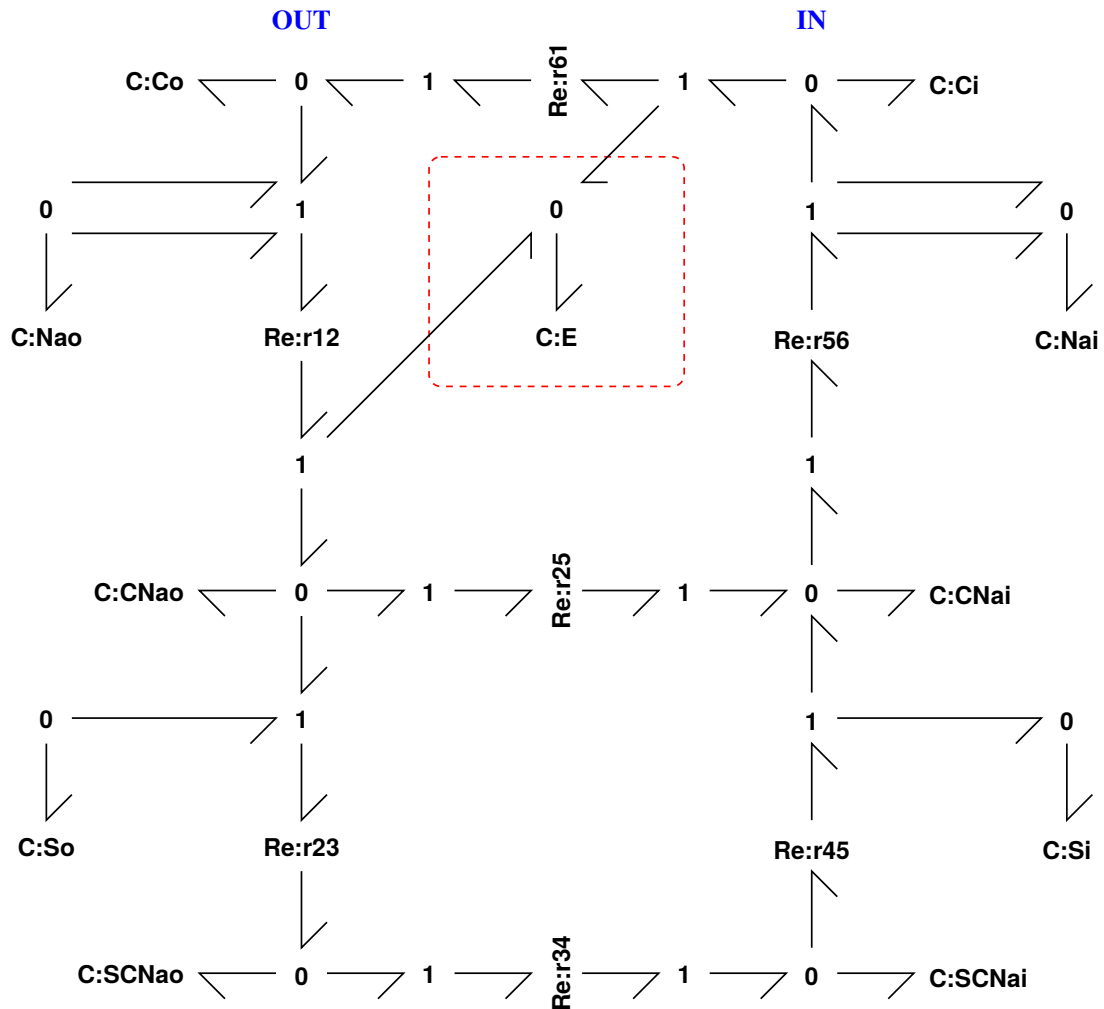 OUT IN
C:Co 0 1 Re:r61 1 0 C:Ci
0 1 0 1 0
C:Nao Re:r12 C:E Re:r56 C:Nai
1 1
C:CNao 0 1 Re:r25 1 0 C:CNai
0 1 1 0
C:So Re:r23 Re:r45 C:Si
C:SCNao 0 1 Re:r34 1 0 C:SCNai